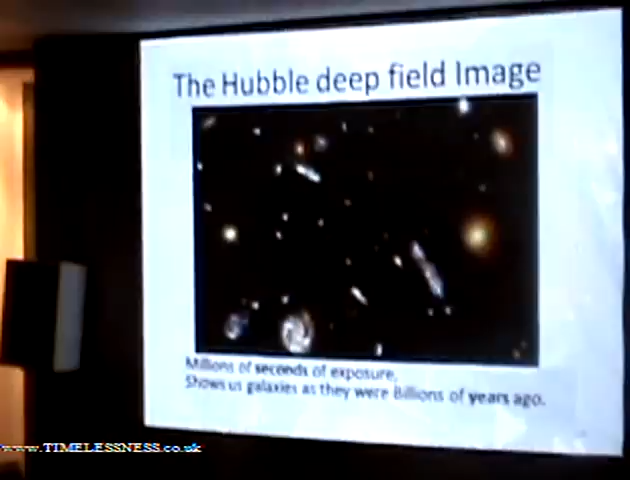 The Hubble deep field Image
Millions of seconds of exposure,
Shows us galaxies as they were Billions of years ago.
www.TIMELESSNESS.co.uk